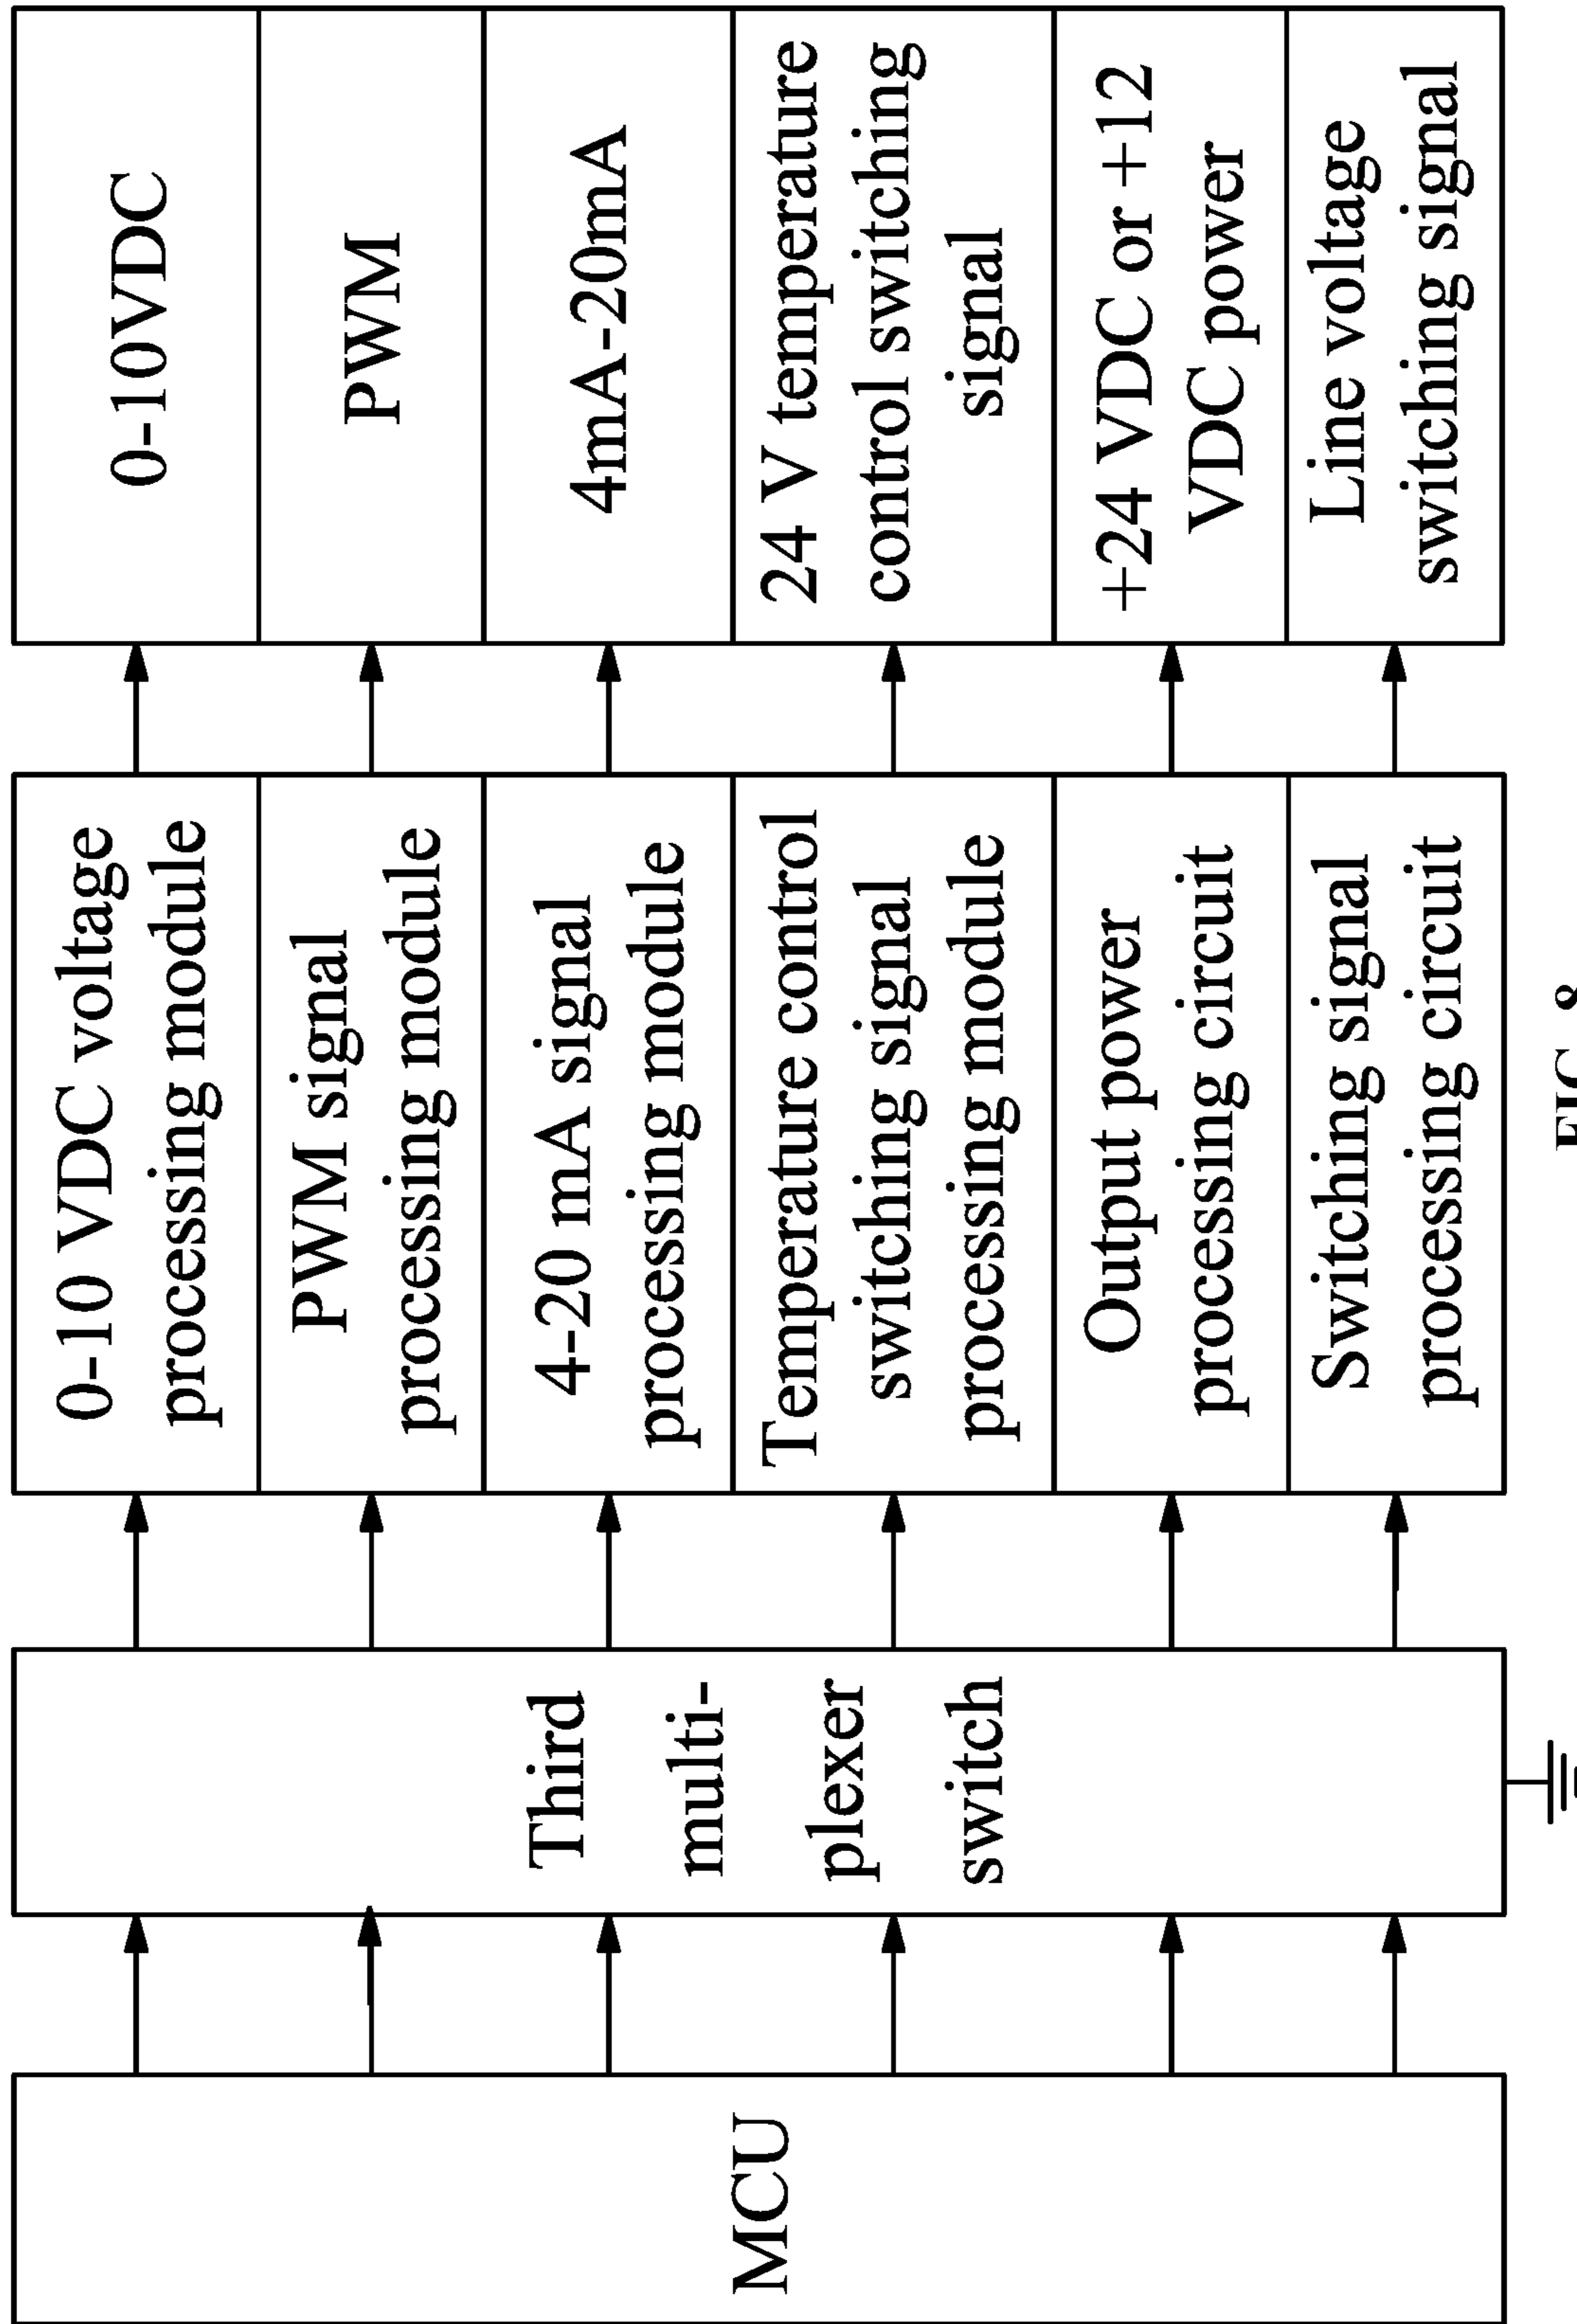 MCU
Third
multi-
plexer
switch
0-10 VDC voltage
processing module
PWM signal
processing module
4-20 mA signal
processing module
Temperature control
switching signal
processing module
Output power
processing circuit
Switching signal
processing circuit
0-10VDC
PWM
4mA-20mA
24 V temperature
control switching
signal
+24 VDC or +12
VDC power
Line voltage
switching signal
FIG. 8